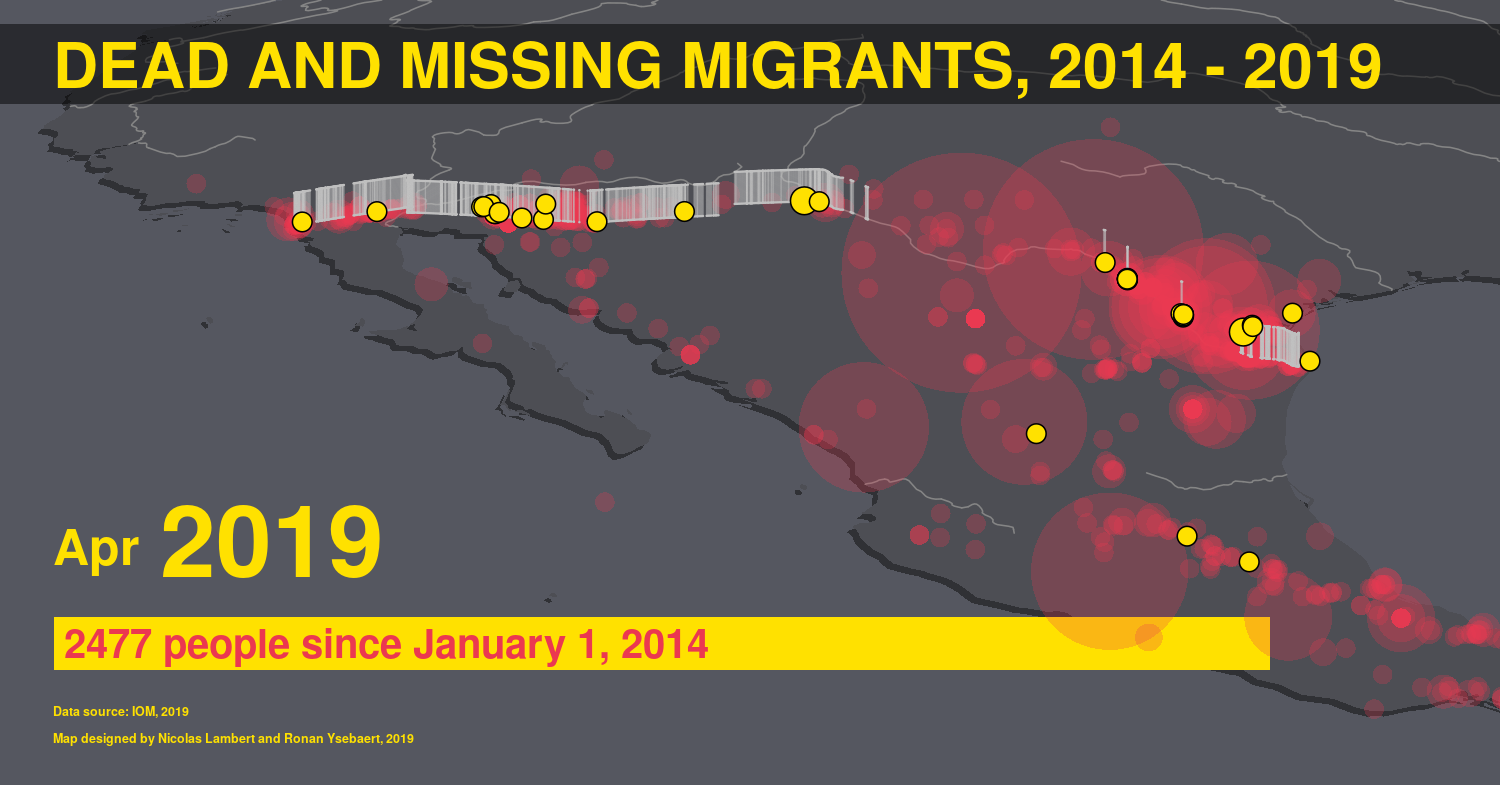 DEAD AND MISSING MIGRANTS, 2014 - 2019
Apr 2019
2477 people since January 1, 2014
Data source: IOM, 2019
Map designed by Nicolas Lambert and Ronan Ysebaert, 2019